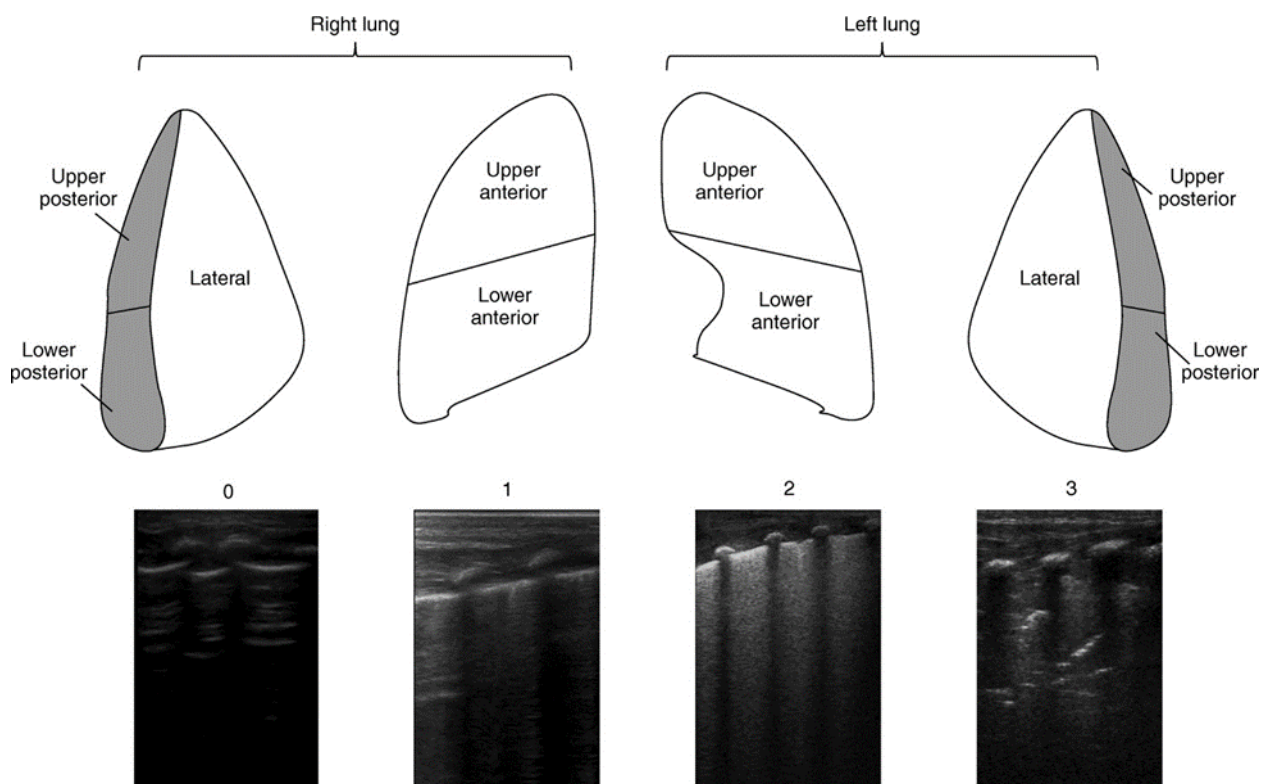 Right lung
Left lung
Upper
posterior
Lateral
Lower
posterior
Upper
anterior
Lower
anterior
Upper
anterior
Lower
anterior
Lateral
Upper
posterior
Lower
posterior
0
1
2
3